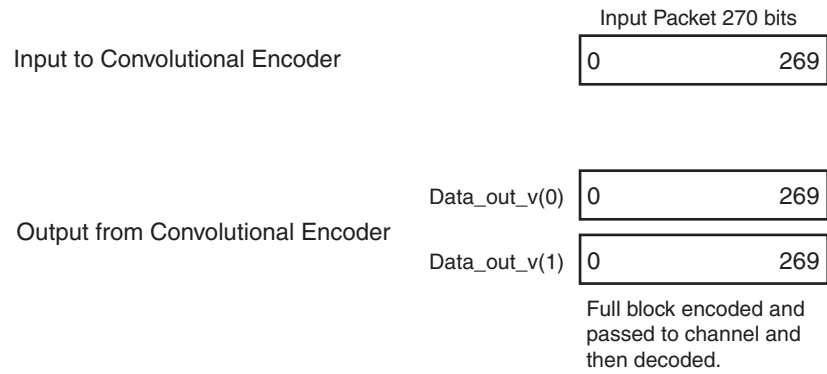 Input Packet 270 bits
Input to Convolutional Encoder
0 269
Data_out_v(0)
0 269
Output from Convolutional Encoder
Data_out_v(1)
0 269
Full block encoded and
passed to channel and
then decoded.